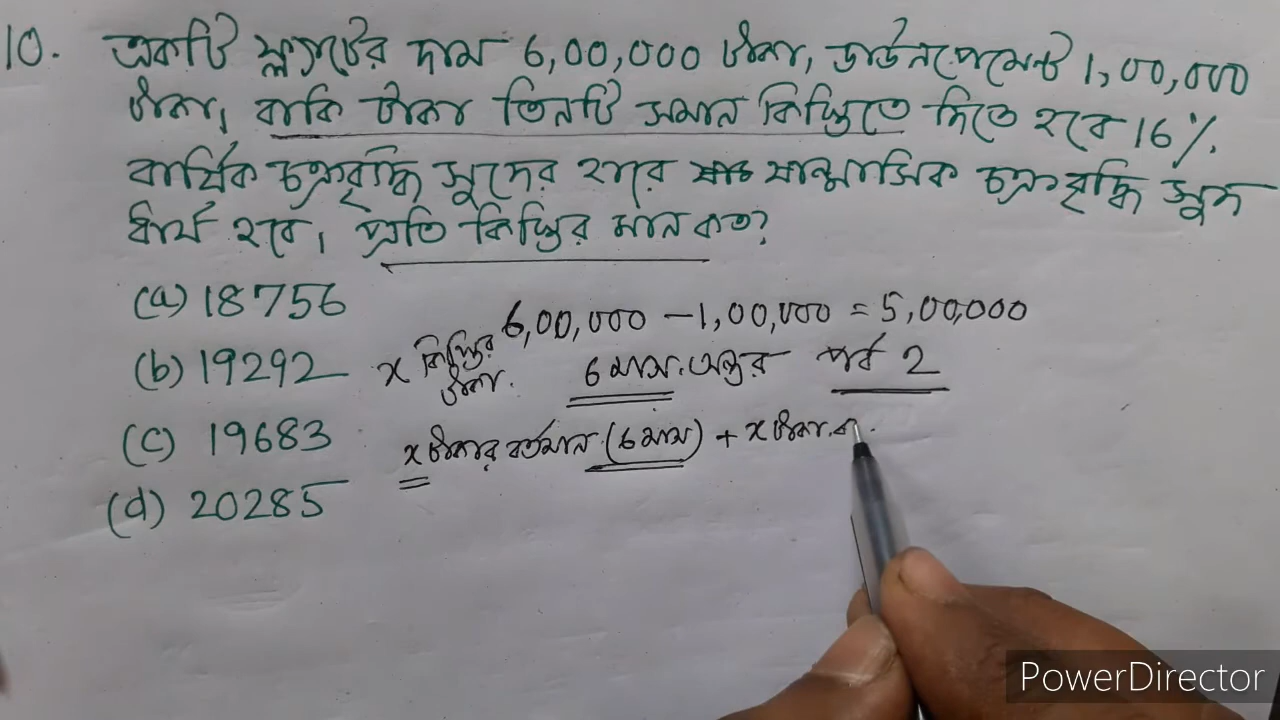 10. একটি ফ্ল্যাটের দাম 6,00,000 টাকা, ডাউনপেমেন্ট 1,00,000
টাকা, বাকি টাকা তিনটি সমান কিস্তিতে দিতে হবে 16%
বার্ষিক চক্রবৃদ্ধি সুদের হারে ষান্মাসিক চক্রবৃদ্ধি সুদ
ধার্য হবে, প্রতি কিস্তির মান কত?
(a) 18756
6,00,000 - 1,00,000 = 5,00,000
(b) 19292
x কিস্তির টাকা.
6 মাস অন্তর পর্ব 2
(c) 19683
x টাকার বর্তমান (6 মাস) + x টাকার ব
(d) 20285
PowerDirector